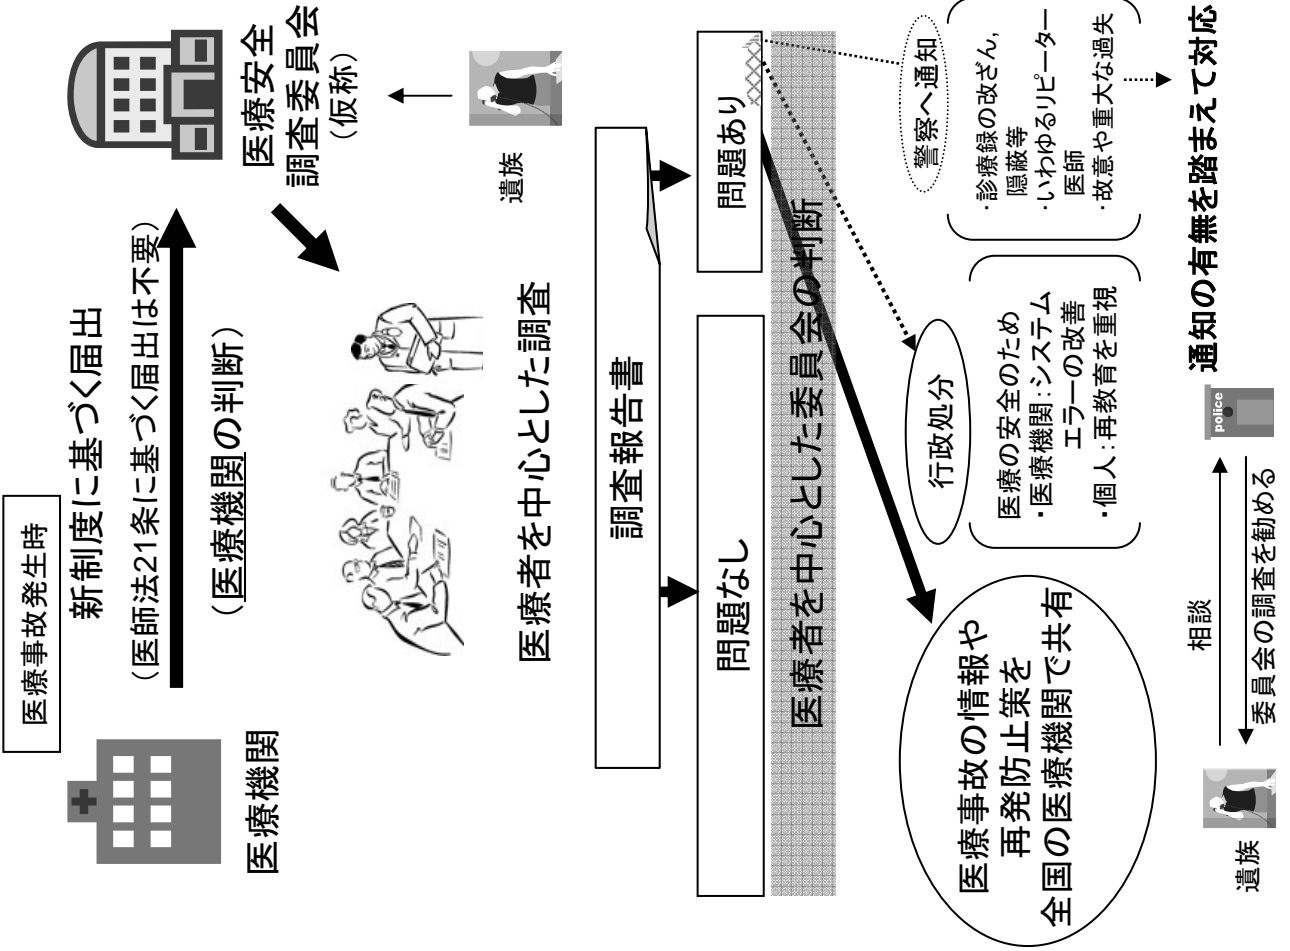 医療事故発生時
新制度に基づく届出
(医師法21条に基づく届出は不要)
(医療機関の判断)
医療機関
医療安全
調査委員会
(仮称)
遺族
医療者を中心とした調査
調査報告書
問題なし
問題あり
医療者を中心とした委員会の判断
医療事故の情報や
再発防止策を
全国の医療機関で共有
行政処分
医療の安全のため
・医療機関:システム
エラーの改善
・個人:再教育を重視
警察へ通知
・診療録の改ざん,
隠蔽等
・いわゆるリピーター
医師
・故意や重大な過失
遺族
相談
委員会の調査を勧める
police
通知の有無を踏まえて対応